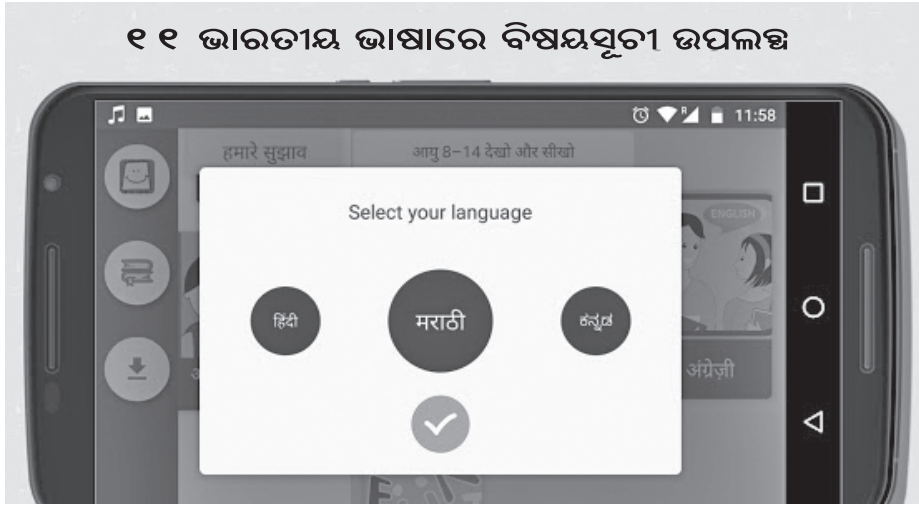 ୧୧ ଭାରତୀୟ ଭାଷାରେ ବିଷୟସୂଚୀ ଉପଲବ୍ଧ
R
11:58
हमारे सुझाव
आयु 8-14 देखो और सीखो
Select your language
ENGLISH
हिंदी
मराठी
ಕನ್ನಡ
अंग्रेज़ी